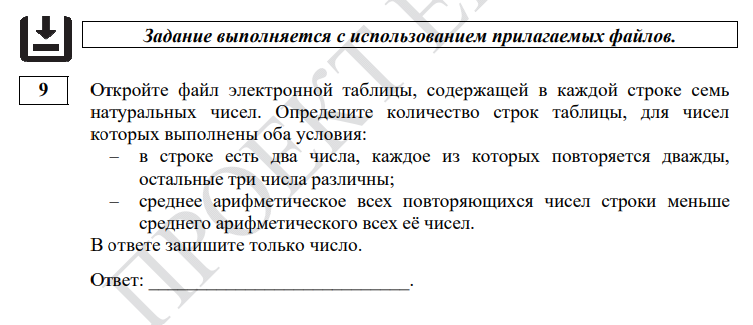 Задание выполняется с использованием прилагаемых файлов.
9
Откройте файл электронной таблицы, содержащей в каждой строке семь
натуральных чисел. Определите количество строк таблицы, для чисел
которых выполнены оба условия:
– в строке есть два числа, каждое из которых повторяется дважды,
остальные три числа различны;
– среднее арифметическое всех повторяющихся чисел строки меньше
среднего арифметического всех её чисел.
В ответе запишите только число.
Ответ: ___________________________.
ПРОЕКТ